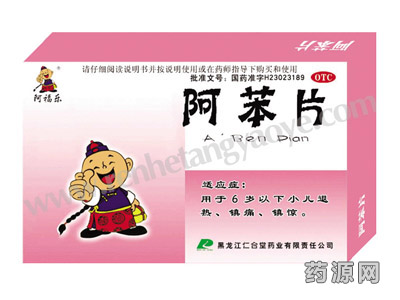 阿苯片
请仔细阅读说明书并按说明使用或在药师指导下购买和使用
批准文号：国药准字H23023189
OTC
阿福乐
阿苯片
A Ben Dian
适应症：
用于6岁以下小儿退
热、镇痛、镇惊。
黑龙江仁合堂药业有限责任公司
药源网